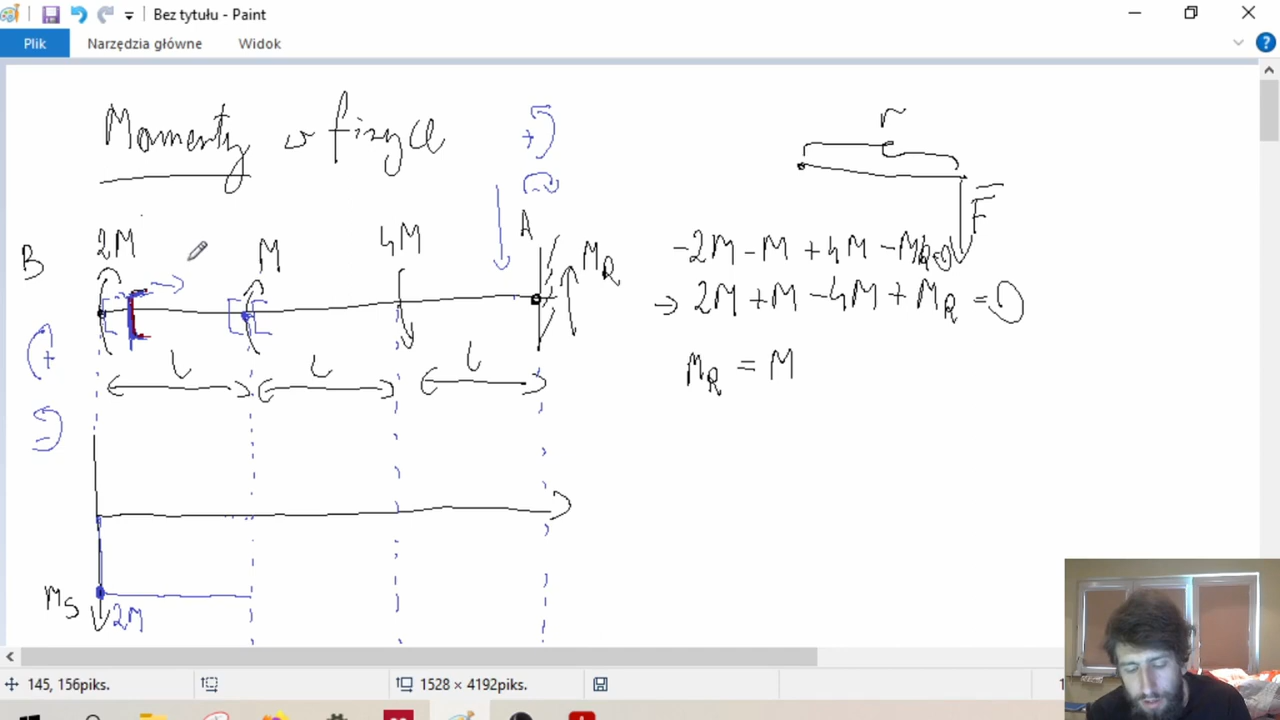 Bez tytułu - Paint
Plik Narzędzia główne Widok
Momenty w fizyce
r
F
+
A
B 2M M 4M M_R
-2M - M + 4M - M_R = 0
→ 2M + M - 4M + M_R = 0
M_R = M
+
L L L
-
M_S
2M
145, 156piks. 1528 × 4192piks.